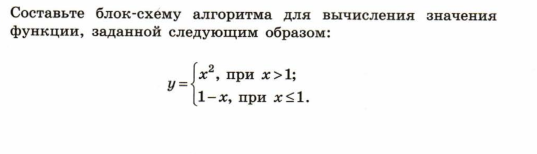 Составьте блок-схему алгоритма для вычисления значения
функции, заданной следующим образом:
y = { x², при x>1;
1−x, при x≤1.